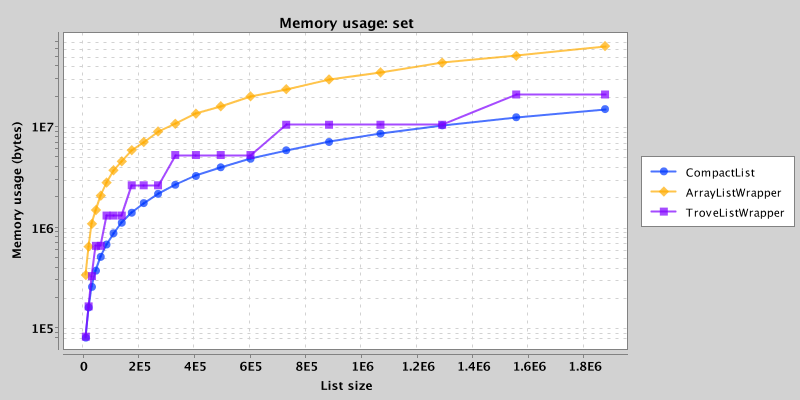 Memory usage: set
Memory usage (bytes)
1E7
1E6
1E5
0 2E5 4E5 6E5 8E5 1E6 1.2E6 1.4E6 1.6E6 1.8E6
List size
CompactList
ArrayListWrapper
TroveListWrapper